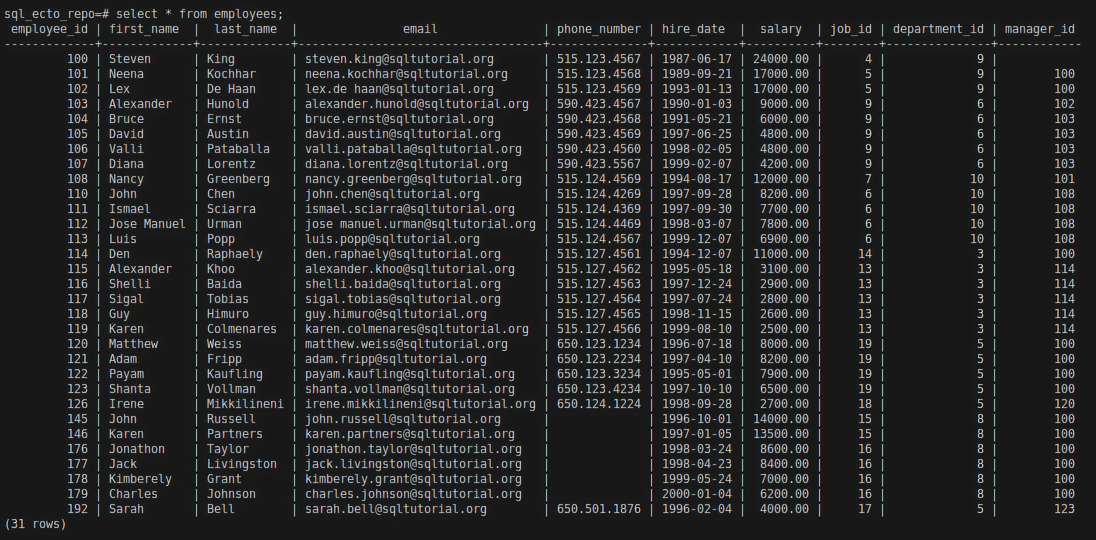 sql_ecto_repo=# select * from employees;
 employee_id | first_name  |  last_name  |               email               | phone_number | hire_date  |  salary  | job_id | department_id | manager_id
-------------+-------------+-------------+-----------------------------------+--------------+------------+----------+--------+---------------+------------
         100 | Steven      | King        | steven.king@sqltutorial.org       | 515.123.4567 | 1987-06-17 | 24000.00 |      4 |             9 |
         101 | Neena       | Kochhar     | neena.kochhar@sqltutorial.org     | 515.123.4568 | 1989-09-21 | 17000.00 |      5 |             9 |        100
         102 | Lex         | De Haan     | lex.de haan@sqltutorial.org       | 515.123.4569 | 1993-01-13 | 17000.00 |      5 |             9 |        100
         103 | Alexander   | Hunold      | alexander.hunold@sqltutorial.org  | 590.423.4567 | 1990-01-03 |  9000.00 |      9 |             6 |        102
         104 | Bruce       | Ernst       | bruce.ernst@sqltutorial.org       | 590.423.4568 | 1991-05-21 |  6000.00 |      9 |             6 |        103
         105 | David       | Austin      | david.austin@sqltutorial.org      | 590.423.4569 | 1997-06-25 |  4800.00 |      9 |             6 |        103
         106 | Valli       | Pataballa   | valli.pataballa@sqltutorial.org   | 590.423.4560 | 1998-02-05 |  4800.00 |      9 |             6 |        103
         107 | Diana       | Lorentz     | diana.lorentz@sqltutorial.org     | 590.423.5567 | 1999-02-07 |  4200.00 |      9 |             6 |        103
         108 | Nancy       | Greenberg   | nancy.greenberg@sqltutorial.org   | 515.124.4569 | 1994-08-17 | 12000.00 |      7 |            10 |        101
         110 | John        | Chen        | john.chen@sqltutorial.org         | 515.124.4269 | 1997-09-28 |  8200.00 |      6 |            10 |        108
         111 | Ismael      | Sciarra     | ismael.sciarra@sqltutorial.org    | 515.124.4369 | 1997-09-30 |  7700.00 |      6 |            10 |        108
         112 | Jose Manuel | Urman       | jose manuel.urman@sqltutorial.org | 515.124.4469 | 1998-03-07 |  7800.00 |      6 |            10 |        108
         113 | Luis        | Popp        | luis.popp@sqltutorial.org         | 515.124.4567 | 1999-12-07 |  6900.00 |      6 |            10 |        108
         114 | Den         | Raphaely    | den.raphaely@sqltutorial.org      | 515.127.4561 | 1994-12-07 | 11000.00 |     14 |             3 |        100
         115 | Alexander   | Khoo        | alexander.khoo@sqltutorial.org    | 515.127.4562 | 1995-05-18 |  3100.00 |     13 |             3 |        114
         116 | Shelli      | Baida       | shelli.baida@sqltutorial.org      | 515.127.4563 | 1997-12-24 |  2900.00 |     13 |             3 |        114
         117 | Sigal       | Tobias      | sigal.tobias@sqltutorial.org      | 515.127.4564 | 1997-07-24 |  2800.00 |     13 |             3 |        114
         118 | Guy         | Himuro      | guy.himuro@sqltutorial.org        | 515.127.4565 | 1998-11-15 |  2600.00 |     13 |             3 |        114
         119 | Karen       | Colmenares  | karen.colmenares@sqltutorial.org  | 515.127.4566 | 1999-08-10 |  2500.00 |     13 |             3 |        114
         120 | Matthew     | Weiss       | matthew.weiss@sqltutorial.org     | 650.123.1234 | 1996-07-18 |  8000.00 |     19 |             5 |        100
         121 | Adam        | Fripp       | adam.fripp@sqltutorial.org        | 650.123.2234 | 1997-04-10 |  8200.00 |     19 |             5 |        100
         122 | Payam       | Kaufling    | payam.kaufling@sqltutorial.org    | 650.123.3234 | 1995-05-01 |  7900.00 |     19 |             5 |        100
         123 | Shanta      | Vollman     | shanta.vollman@sqltutorial.org    | 650.123.4234 | 1997-10-10 |  6500.00 |     19 |             5 |        100
         126 | Irene       | Mikkilineni | irene.mikkilineni@sqltutorial.org | 650.124.1224 | 1998-09-28 |  2700.00 |     18 |             5 |        120
         145 | John        | Russell     | john.russell@sqltutorial.org      |              | 1996-10-01 | 14000.00 |     15 |             8 |        100
         146 | Karen       | Partners    | karen.partners@sqltutorial.org    |              | 1997-01-05 | 13500.00 |     15 |             8 |        100
         176 | Jonathon    | Taylor      | jonathon.taylor@sqltutorial.org   |              | 1998-03-24 |  8600.00 |     16 |             8 |        100
         177 | Jack        | Livingston  | jack.livingston@sqltutorial.org   |              | 1998-04-23 |  8400.00 |     16 |             8 |        100
         178 | Kimberely   | Grant       | kimberely.grant@sqltutorial.org   |              | 1999-05-24 |  7000.00 |     16 |             8 |        100
         179 | Charles     | Johnson     | charles.johnson@sqltutorial.org   |              | 2000-01-04 |  6200.00 |     16 |             8 |        100
         192 | Sarah       | Bell        | sarah.bell@sqltutorial.org        | 650.501.1876 | 1996-02-04 |  4000.00 |     17 |             5 |        123
(31 rows)